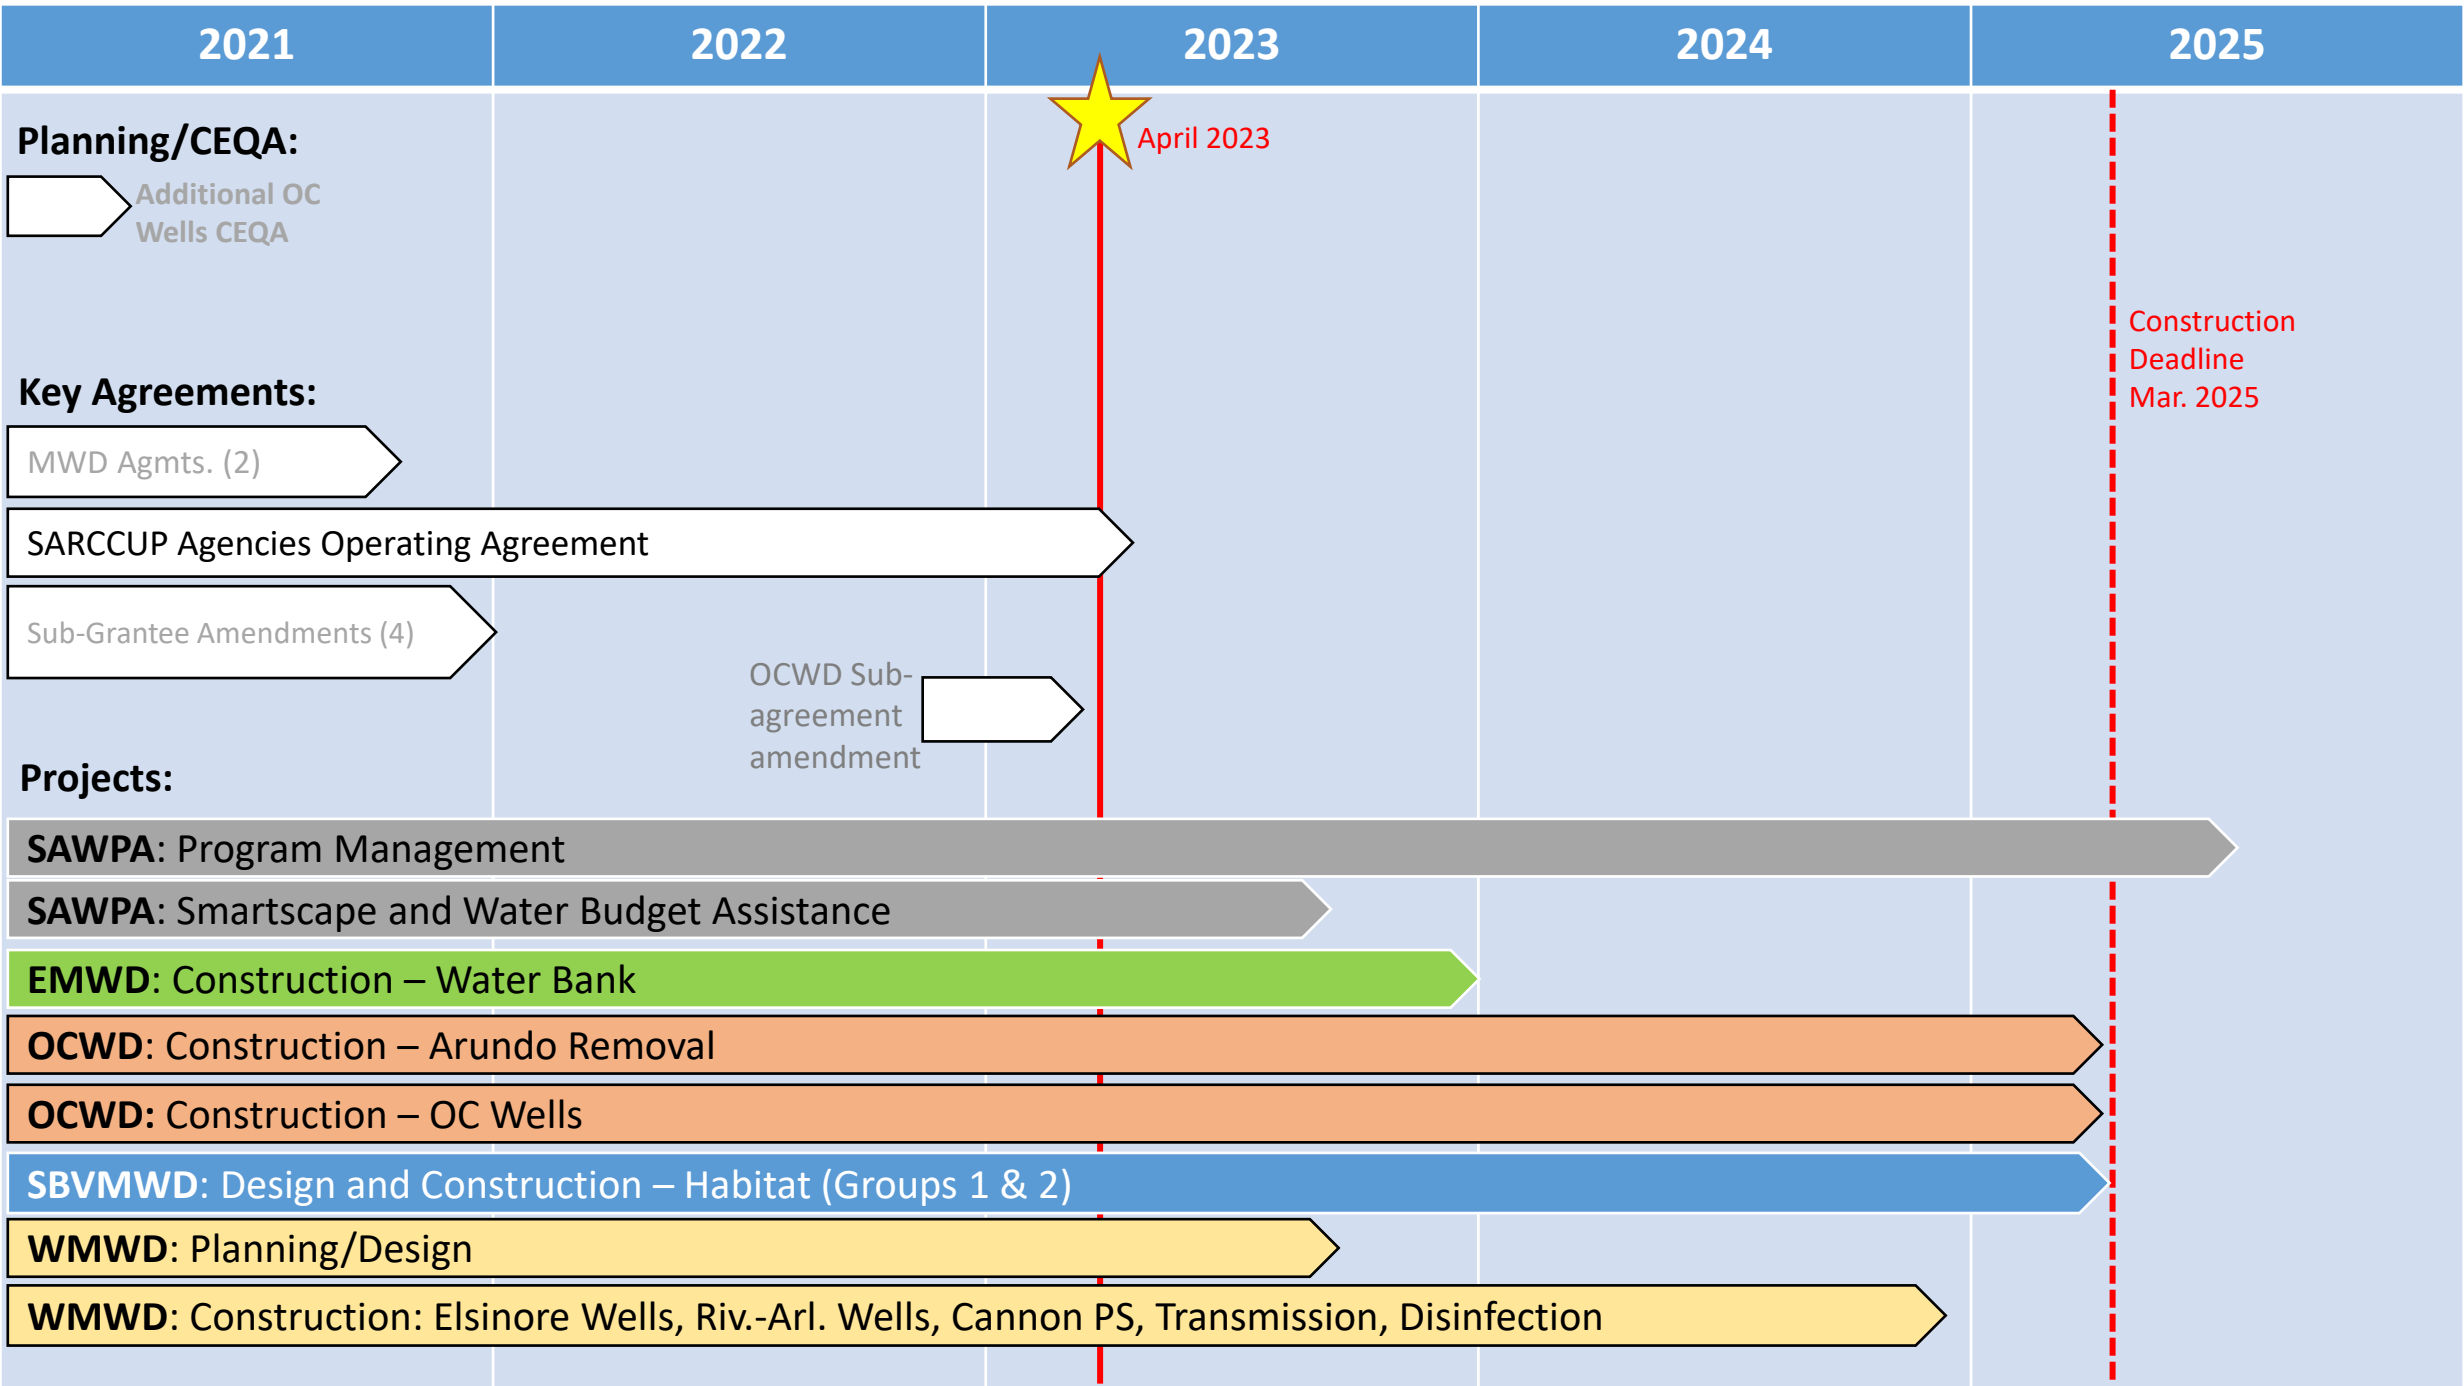 2021
2022
2023
2024
2025
Planning/CEQA:
April 2023
Additional OC
Wells CEQA
Construction
Deadline
Mar. 2025
Key Agreements:
MWD Agmts. (2)
SARCCUP Agencies Operating Agreement
Sub-Grantee Amendments (4)
OCWD Sub-
agreement
amendment
Projects:
SAWPA: Program Management
SAWPA: Smartscape and Water Budget Assistance
EMWD: Construction – Water Bank
OCWD: Construction – Arundo Removal
OCWD: Construction – OC Wells
SBVMWD: Design and Construction – Habitat (Groups 1 & 2)
WMWD: Planning/Design
WMWD: Construction: Elsinore Wells, Riv.-Arl. Wells, Cannon PS, Transmission, Disinfection